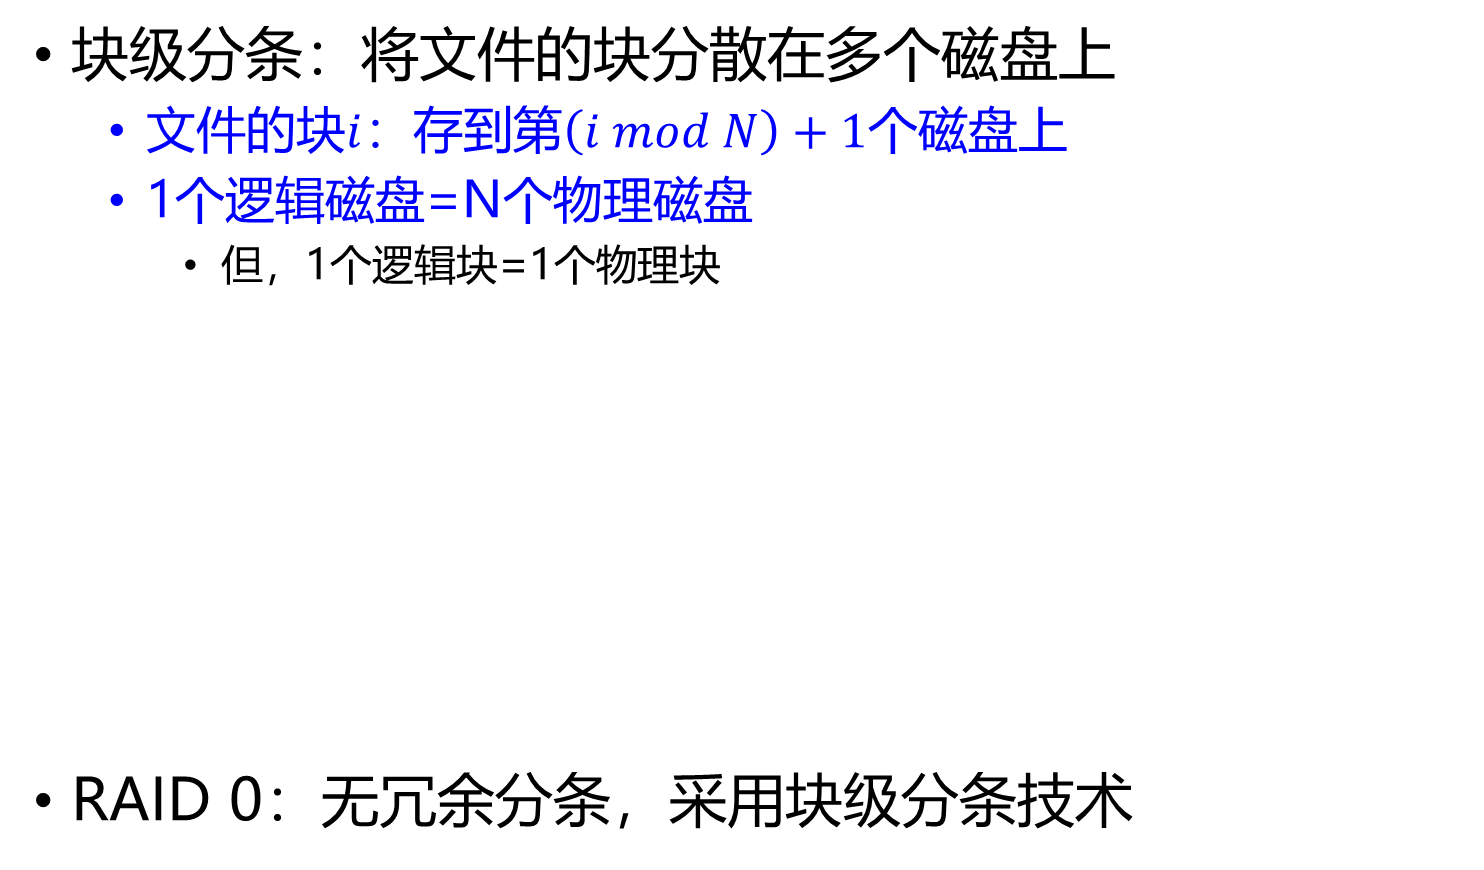 • 块级分条：将文件的块分散在多个磁盘上
• 文件的块i：存到第(i mod N) + 1个磁盘上
• 1个逻辑磁盘=N个物理磁盘
• 但，1个逻辑块=1个物理块
• RAID 0：无冗余分条，采用块级分条技术